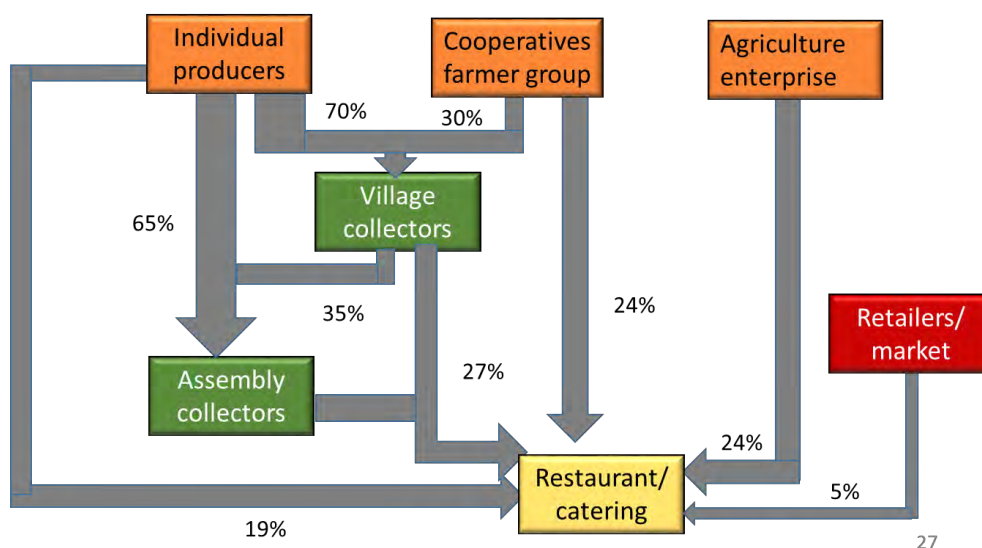 Individual
producers
Cooperatives
farmer group
Agriculture
enterprise
70%
30%
Village
collectors
65%
35%
24%
Retailers/
market
Assembly
collectors
27%
24%
Restaurant/
catering
5%
19%
27